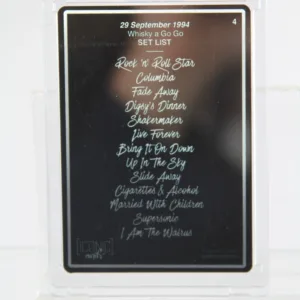 29 September 1994
4
Whisky a Go Go
SET LIST
Rock 'n' Roll Star
Columbia
Fade Away
Digsy's Dinner
Shakermaker
Live Forever
Bring It On Down
Up In The Sky
Slide Away
Cigarettes & Alcohol
Married With Children
Supersonic
I Am The Walrus